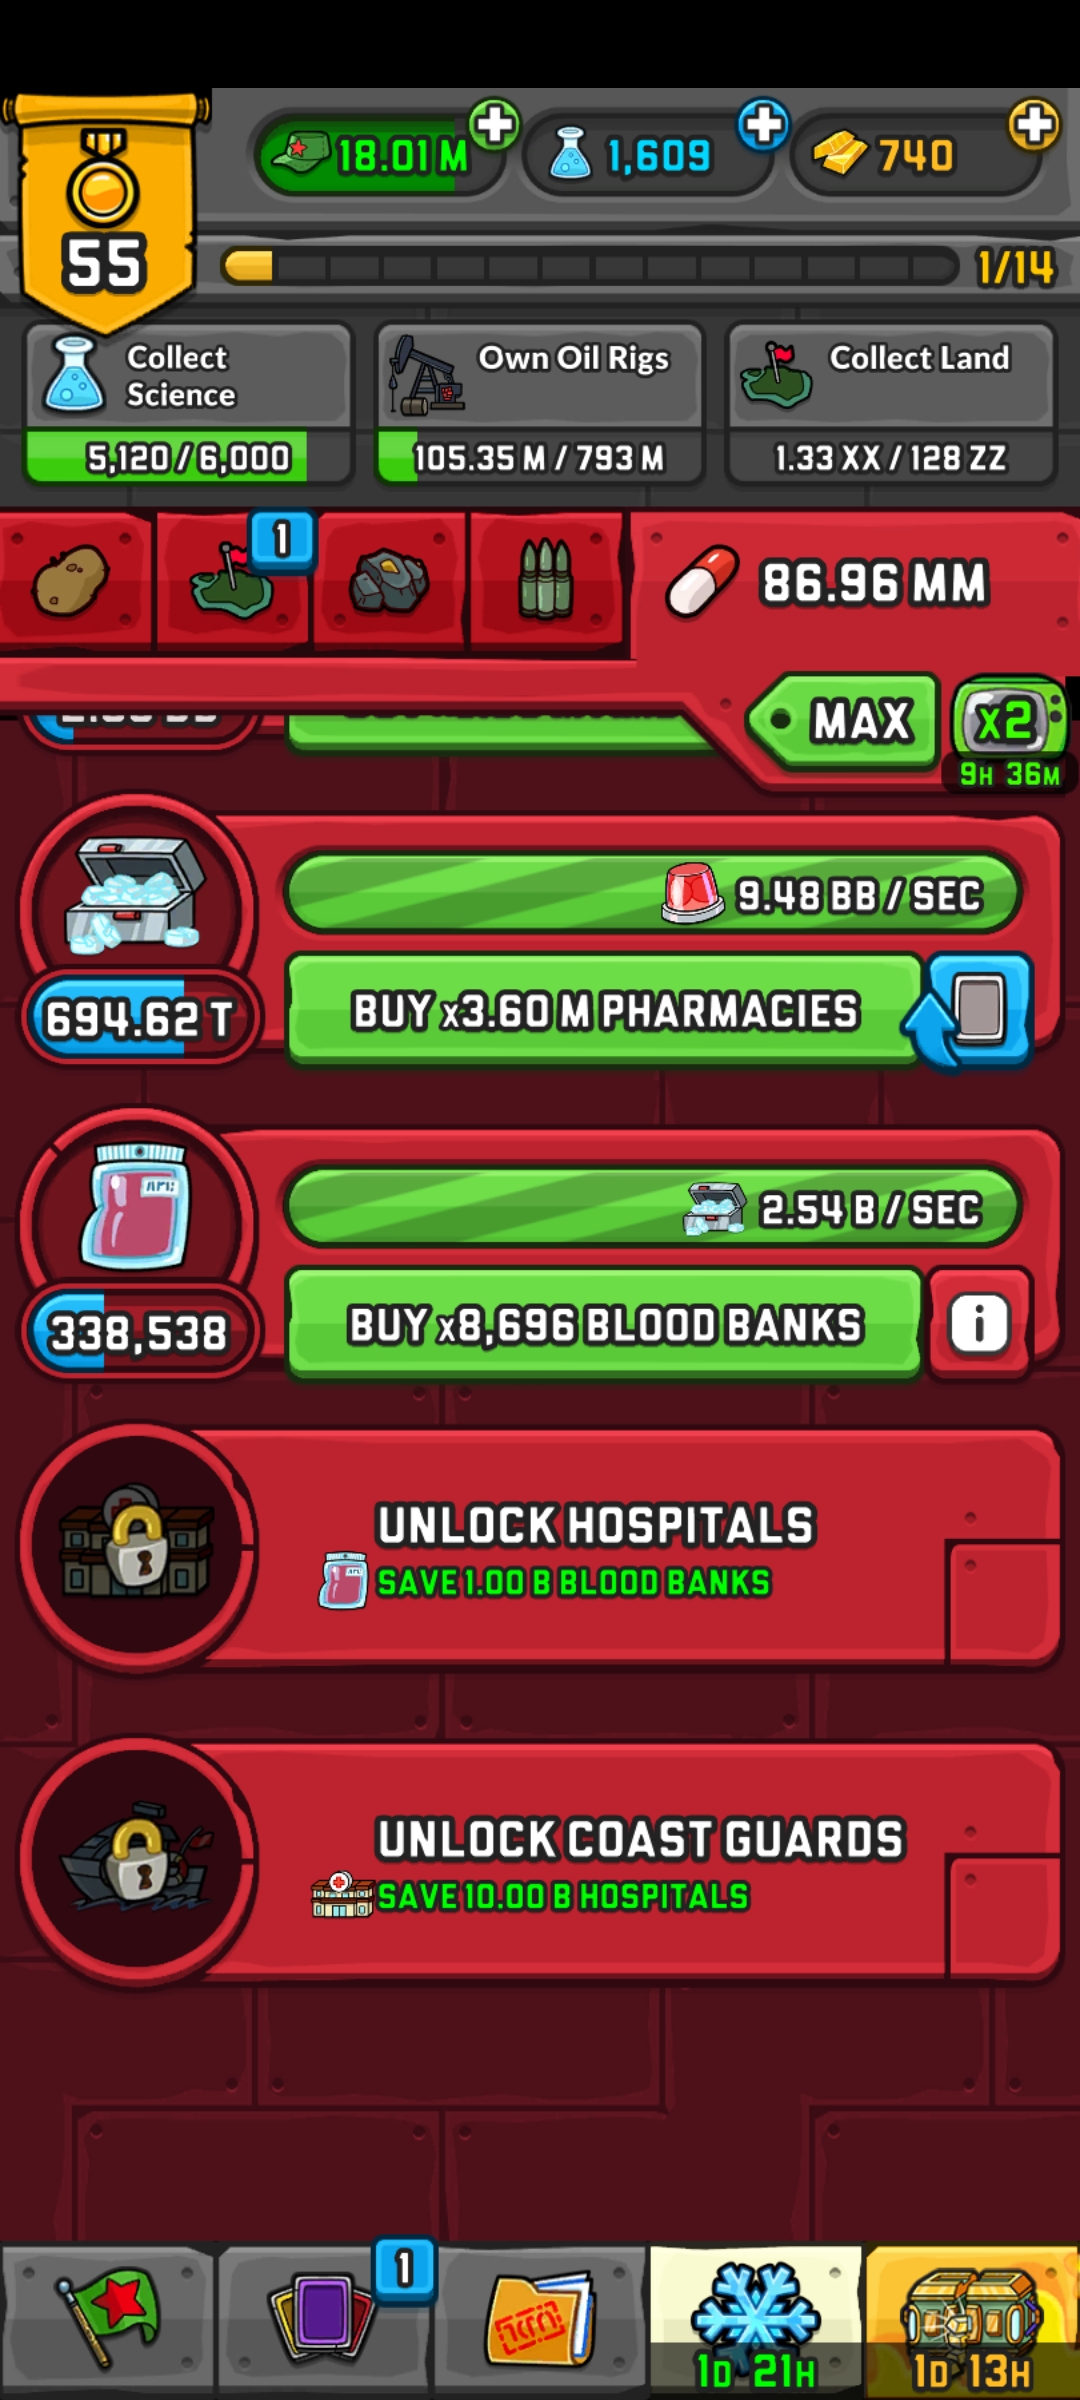 18.01 M
1,609
740
55
1/14
Collect
Science
5,120 / 6,000
Own Oil Rigs
105.35 M / 793 M
Collect Land
1.33 XX / 128 ZZ
1
86.96 MM
MAX
x2
9H 36M
9.48 BB / SEC
694.62 T
BUY x3.60 M PHARMACIES
2.54 B / SEC
338,538
BUY x8,696 BLOOD BANKS
i
UNLOCK HOSPITALS
SAVE 1.00 B BLOOD BANKS
UNLOCK COAST GUARDS
SAVE 10.00 B HOSPITALS
1
1D 21H
1D 13H